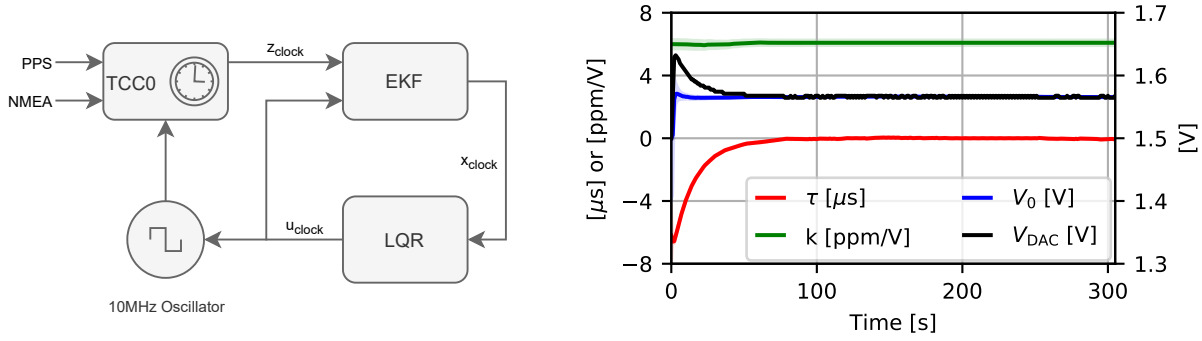 PPS
NMEA
TCC0
z_clock
EKF
x_clock
u_clock
LQR
10MHz Oscillator
8
4
0
−4
−8
[μs] or [ppm/V]
1.7
1.6
1.5
1.4
1.3
[V]
τ [μs]
k [ppm/V]
V_0 [V]
V_DAC [V]
0
100
200
300
Time [s]